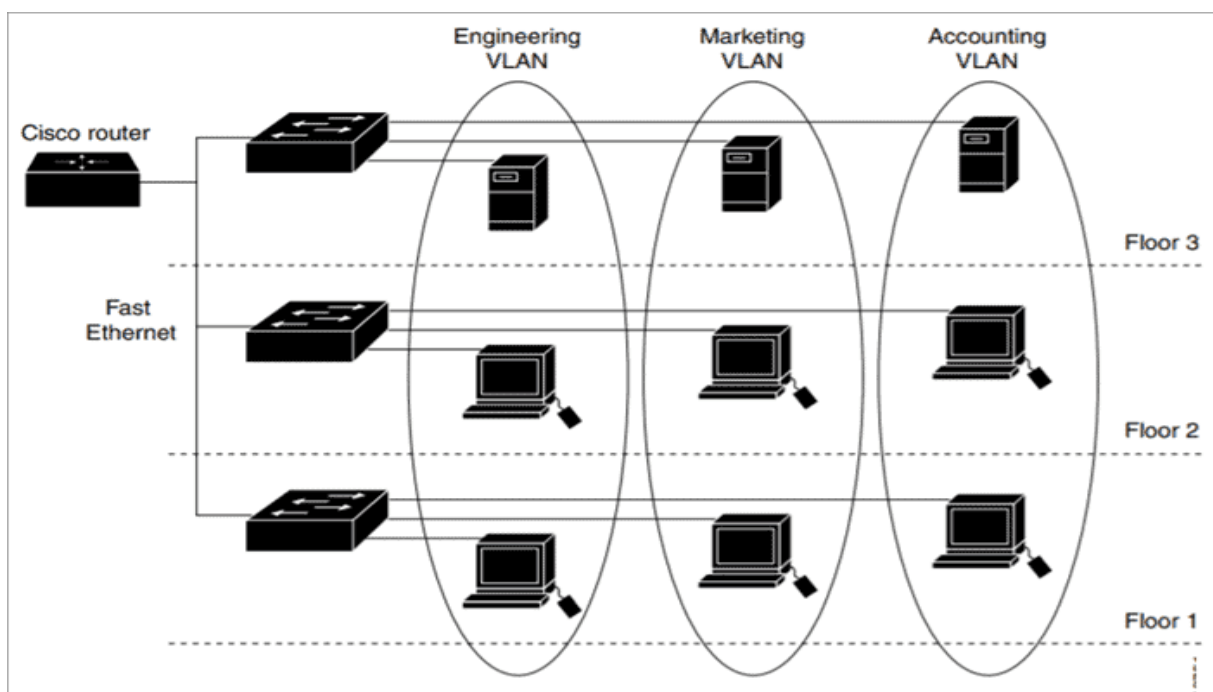 Engineering
VLAN
Marketing
VLAN
Accounting
VLAN
Cisco router
Floor 3
Fast
Ethernet
Floor 2
Floor 1